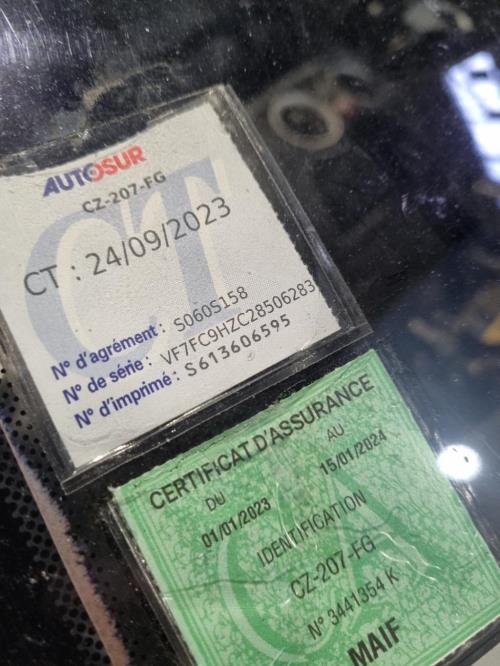 AUTOSUR
CZ-207-FG
CT : 24/09/2023
N° d'agrément : S060S158
N° de série : VF7FC9HZC28506283
N° d'imprimé : S613606595
CERTIFICAT D'ASSURANCE
DU AU
01/01/2023 15/01/2024
IDENTIFICATION
CZ-207-FG
N° 3441354 K
MAIF